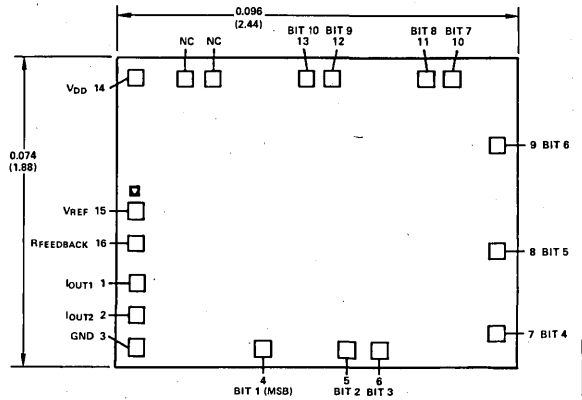 0.096
(2.44)
NC NC BIT 10 BIT 9 BIT 8 BIT 7
13 12 11 10
VDD 14
0.074
(1.88)
9 BIT 6
VREF 15
RFEEDBACK 16
8 BIT 5
IOUT1 1
IOUT2 2
GND 3
7 BIT 4
4 5 6
BIT 1 (MSB) BIT 2 BIT 3